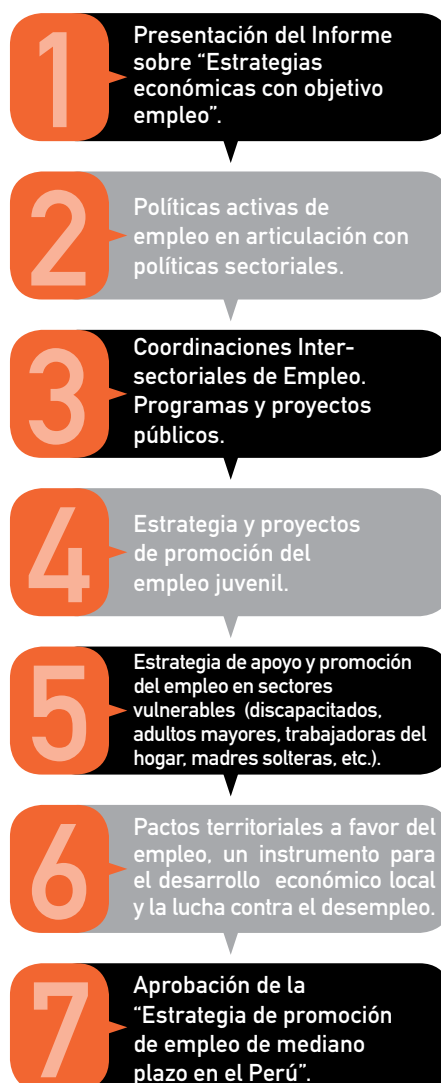 1
Presentación del Informe
sobre “Estrategias
económicas con objetivo
empleo”.
2
Políticas activas de
empleo en articulación con
políticas sectoriales.
3
Coordinaciones Inter-
sectoriales de Empleo.
Programas y proyectos
públicos.
4
Estrategia y proyectos
de promoción del
empleo juvenil.
5
Estrategia de apoyo y promoción
del empleo en sectores
vulnerables (discapacitados,
adultos mayores, trabajadoras del
hogar, madres solteras, etc.).
6
Pactos territoriales a favor del
empleo, un instrumento para
el desarrollo económico local
y la lucha contra el desempleo.
7
Aprobación de la
“Estrategia de promoción
de empleo de mediano
plazo en el Perú”.